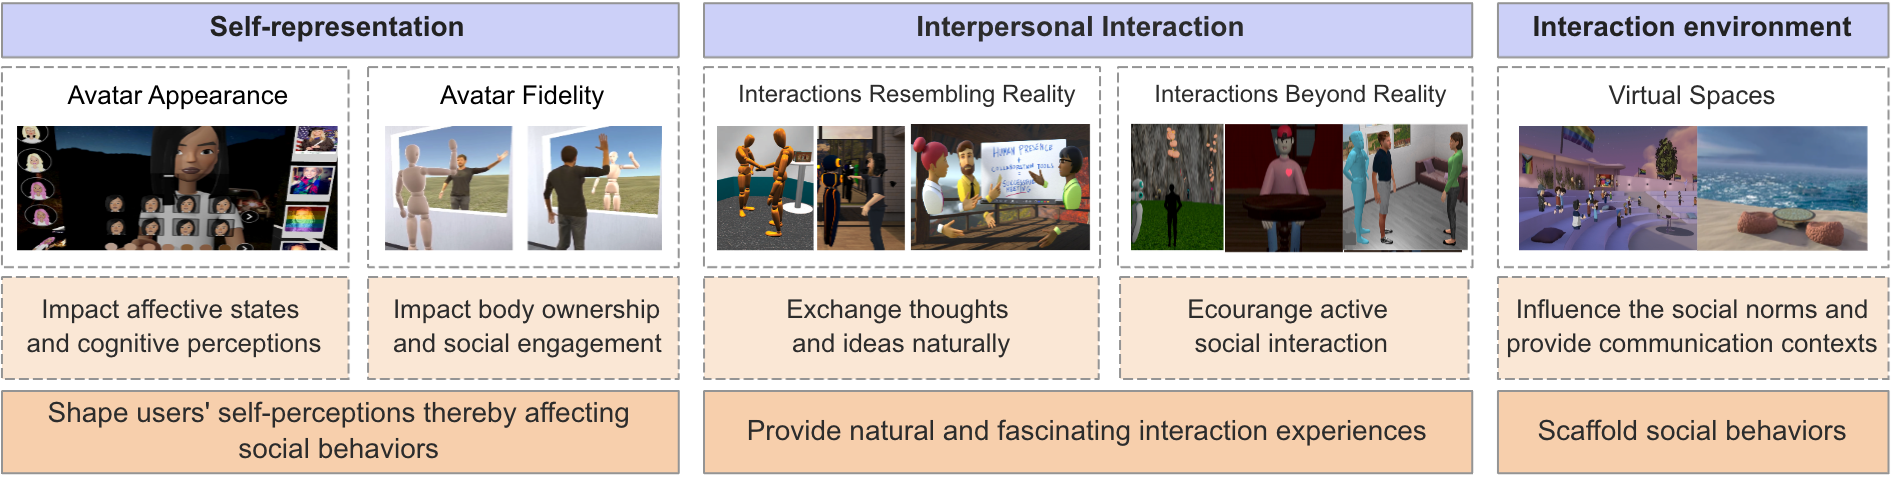 Self-representation
Interpersonal Interaction
Interaction environment
Avatar Appearance
Avatar Fidelity
Interactions Resembling Reality
Interactions Beyond Reality
Virtual Spaces
HUMAN PRESENCE
+
COLLABORATION TOOLS
=
SUCCESSFUL
MEETING
Impact affective states
and cognitive perceptions
Impact body ownership
and social engagement
Exchange thoughts
and ideas naturally
Ecourange active
social interaction
Influence the social norms and
provide communication contexts
Shape users' self-perceptions thereby affecting
social behaviors
Provide natural and fascinating interaction experiences
Scaffold social behaviors